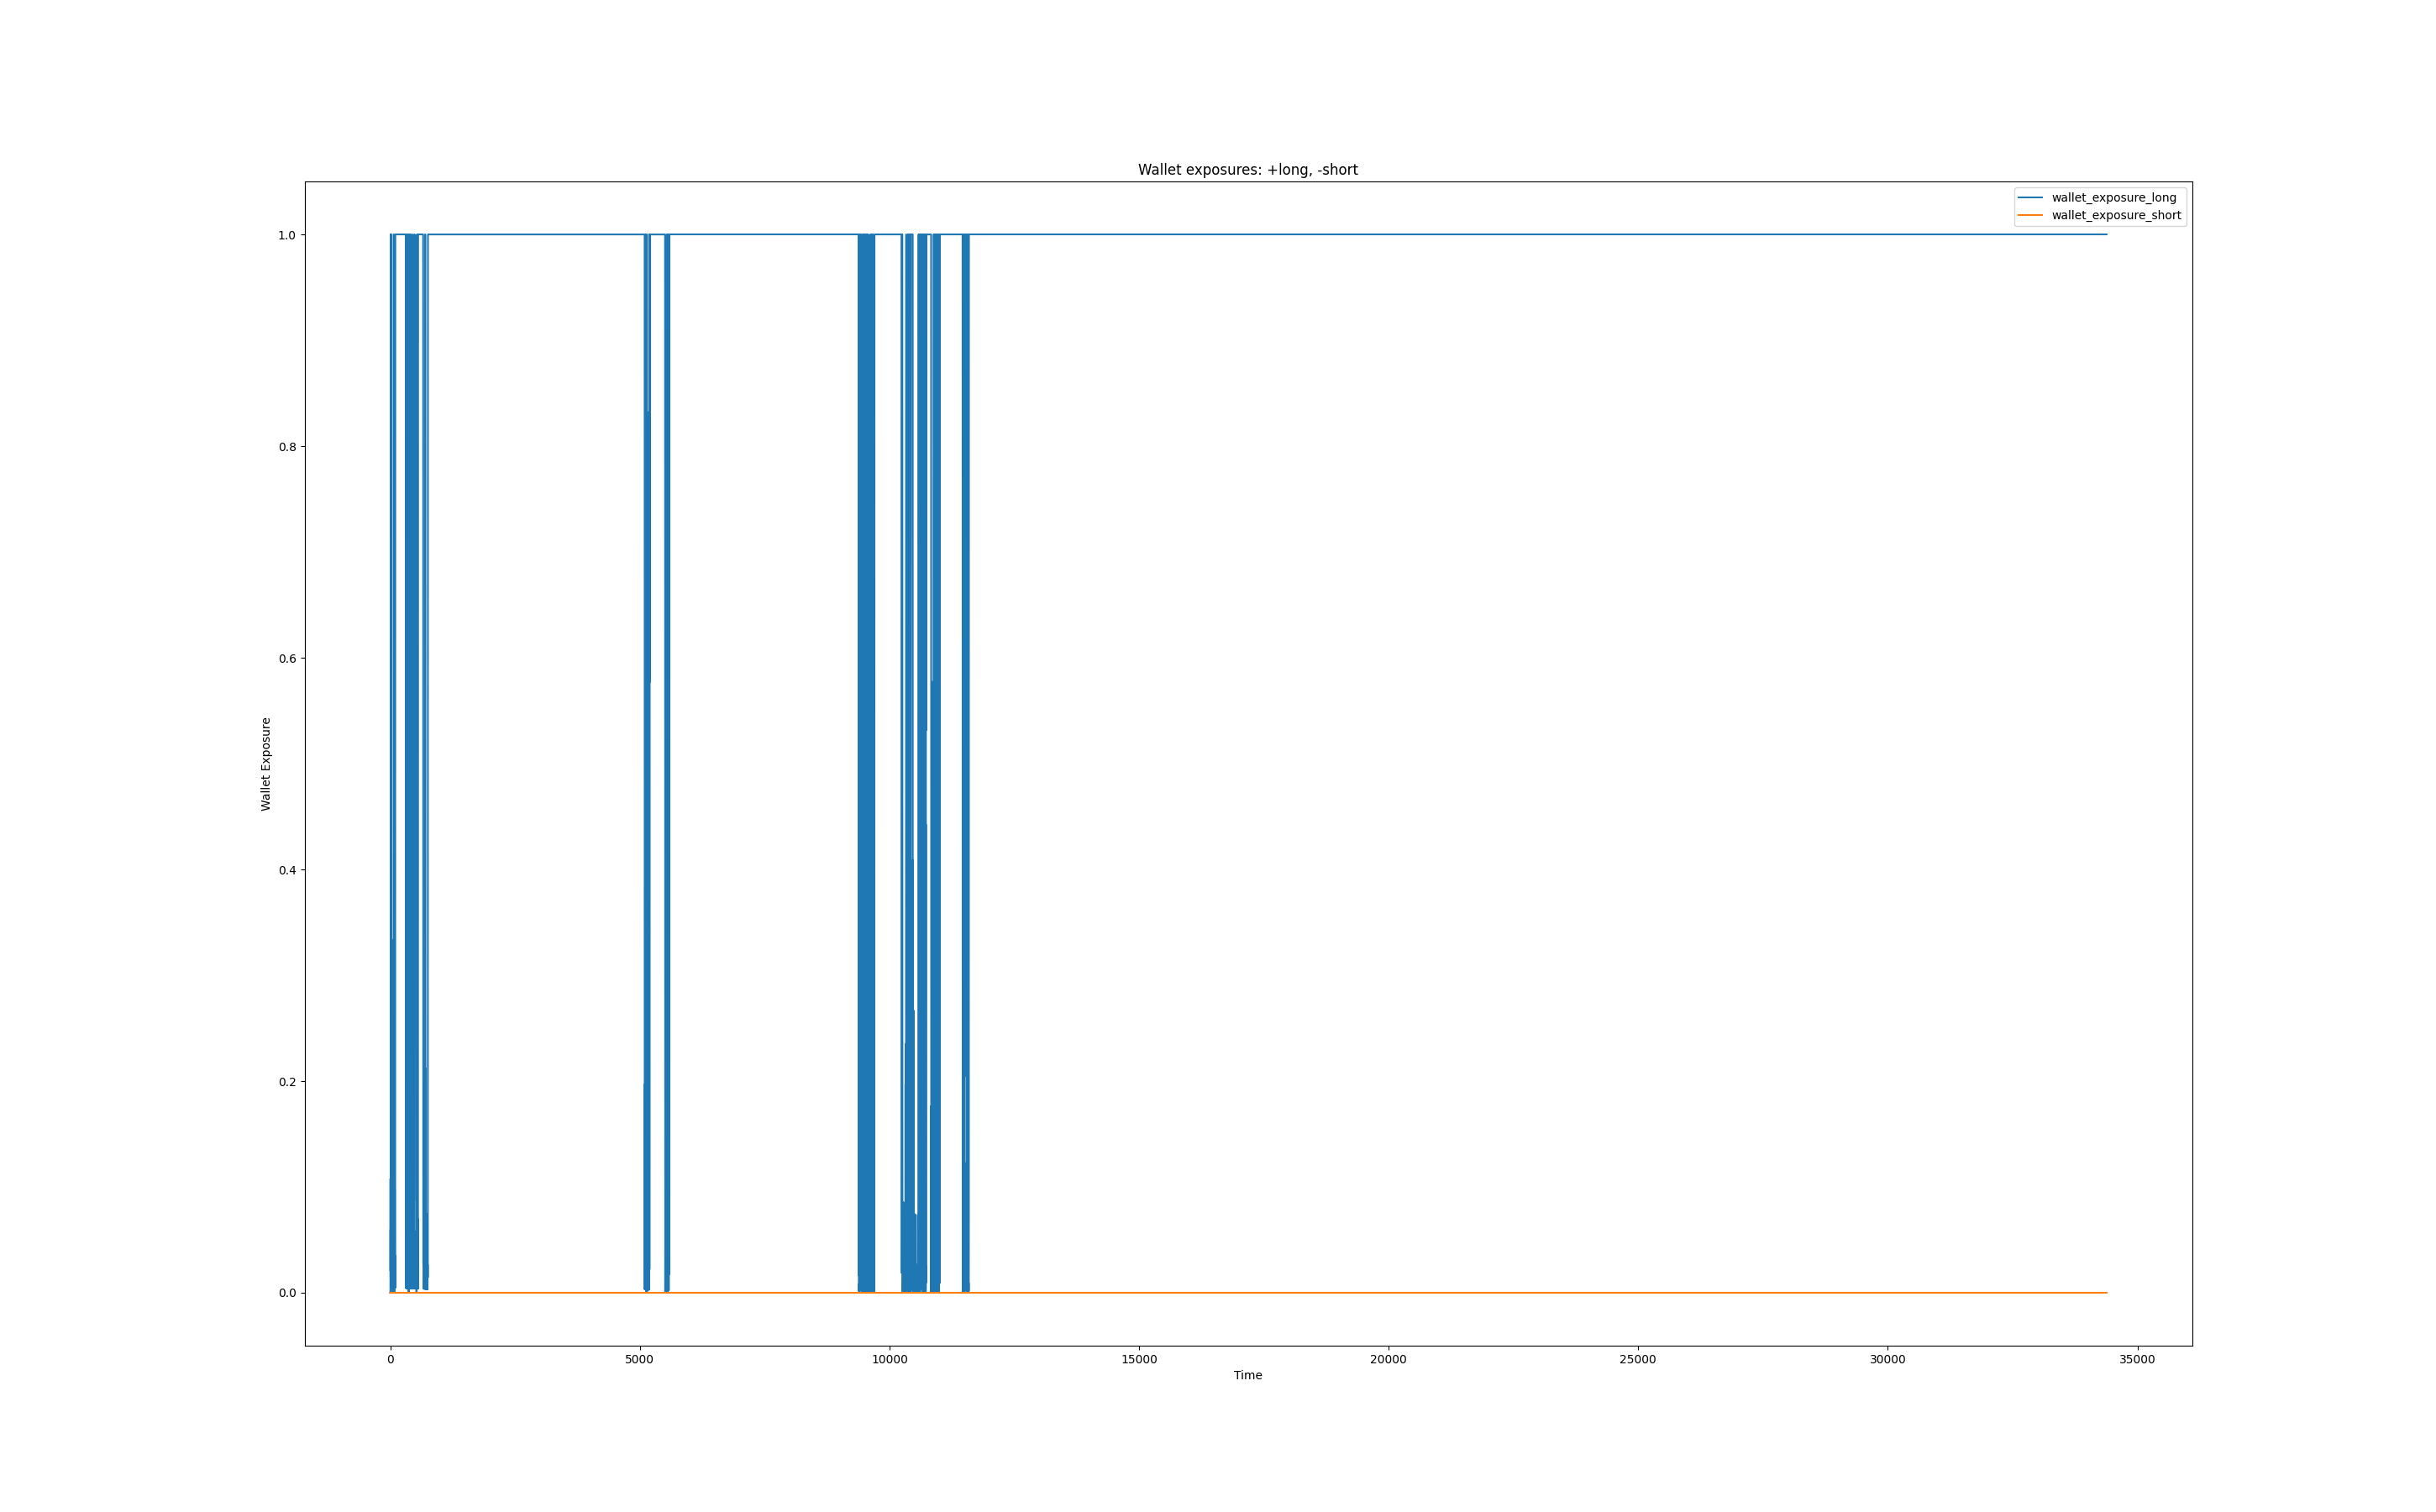 Wallet exposures: +long, -short
wallet_exposure_long
wallet_exposure_short
1.0
0.8
0.6
0.4
0.2
0.0
Wallet Exposure
0 5000 10000 15000 20000 25000 30000 35000
Time